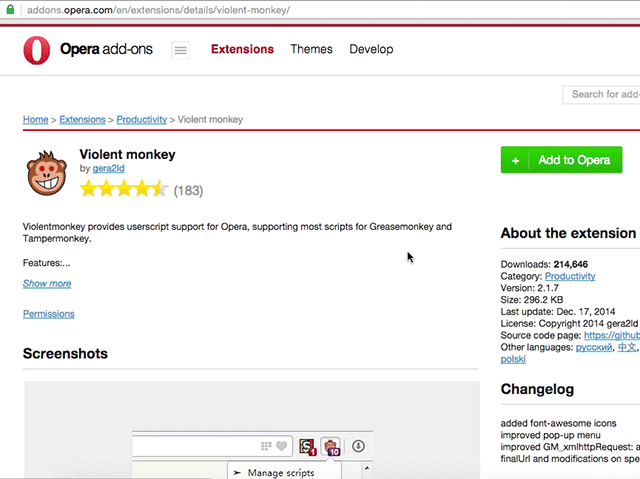 addons.opera.com/en/extensions/details/violent-monkey/
Opera add-ons
Extensions Themes Develop
Search for add-
Home > Extensions > Productivity > Violent monkey
Violent monkey
by gera2ld
(183)
+ Add to Opera
Violentmonkey provides userscript support for Opera, supporting most scripts for Greasemonkey and
Tampermonkey.
Features:...
Show more
Permissions
Screenshots
1
10
Manage scripts
About the extension
Downloads: 214,646
Category: Productivity
Version: 2.1.7
Size: 296.2 KB
Last update: Dec. 17, 2014
License: Copyright 2014 gera2ld
Source code page: https://github
Other languages: русский, 中文,
polski
Changelog
added font-awesome icons
improved pop-up menu
improved GM_xmlhttpRequest: a
finalUrl and modifications on spe